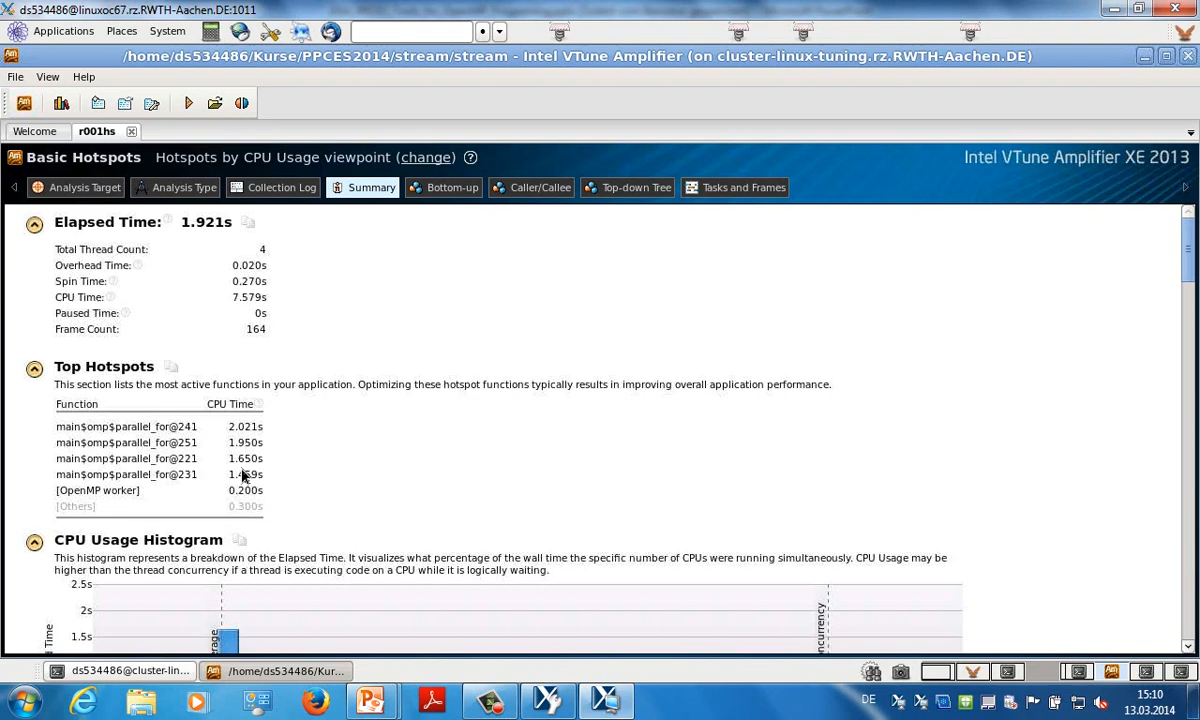 ds534486@linuxoc67.rz.RWTH-Aachen.DE:1011
Applications Places System
/home/ds534486/Kurse/PPCES2014/stream/stream - Intel VTune Amplifier (on cluster-linux-tuning.rz.RWTH-Aachen.DE)
File View Help
Welcome r001hs
Basic Hotspots Hotspots by CPU Usage viewpoint (change) Intel VTune Amplifier XE 2013
Analysis Target Analysis Type Collection Log Summary Bottom-up Caller/Callee Top-down Tree Tasks and Frames
Elapsed Time: 1.921s
Total Thread Count: 4
Overhead Time: 0.020s
Spin Time: 0.270s
CPU Time: 7.579s
Paused Time: 0s
Frame Count: 164
Top Hotspots
This section lists the most active functions in your application. Optimizing these hotspot functions typically results in improving overall application performance.
Function CPU Time
main$omp$parallel_for@241 2.021s
main$omp$parallel_for@251 1.950s
main$omp$parallel_for@221 1.650s
main$omp$parallel_for@231
[OpenMP worker] 0.200s
[Others] 0.300s
CPU Usage Histogram
This histogram represents a breakdown of the Elapsed Time. It visualizes what percentage of the wall time the specific number of CPUs were running simultaneously. CPU Usage may be
higher than the thread concurrency if a thread is executing code on a CPU while it is logically waiting.
2.5s
2s
1.5s
ds534486@cluster-lin... /home/ds534486/Kur...
DE 15:10
13.03.2014